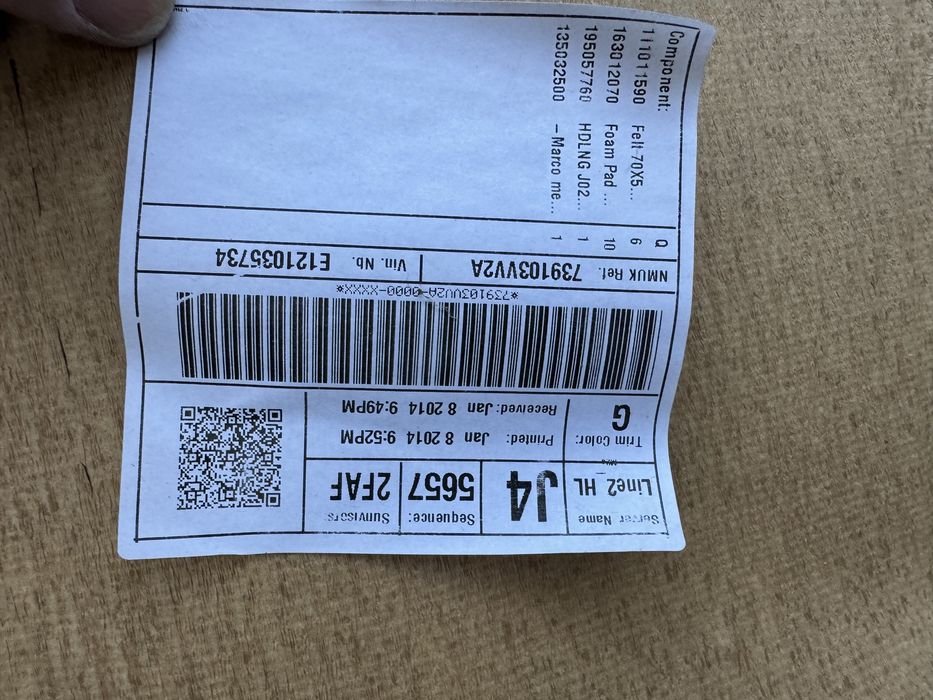 Server Name
Line2 HL
J4
Sequence:
5657
Sunvisors
2FAF
Trim Color:
G
Printed: Jan 8 2014 9:52PM
Received: Jan 8 2014 9:49PM
*739103VV2A-0000-XXXX*
NMUK Ref. 739103VV2A
Vin. Nb. E121035734
Component: Q
111011590 Felt 70X5... 6
163012070 Foam Pad ... 10
195057760 HDLNG J02... 1
135032500 – Marco me... 1